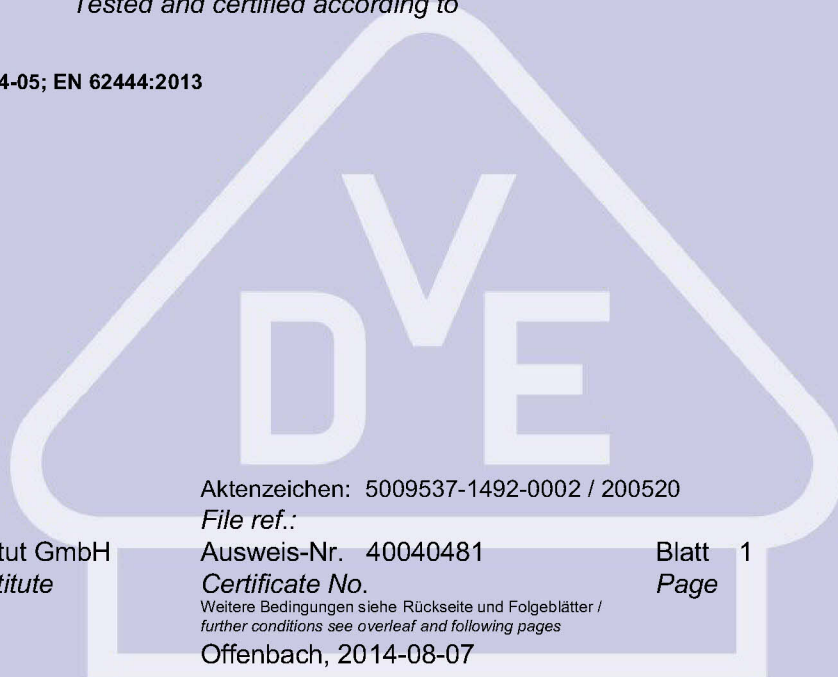 Tested and certified according to
4-05; EN 62444:2013
VDE
Aktenzeichen: 5009537-1492-0002 / 200520
File ref.:
tut GmbH Ausweis-Nr. 40040481 Blatt 1
titute Certificate No. Page
Weitere Bedingungen siehe Rückseite und Folgeblätter /
further conditions see overleaf and following pages
Offenbach, 2014-08-07